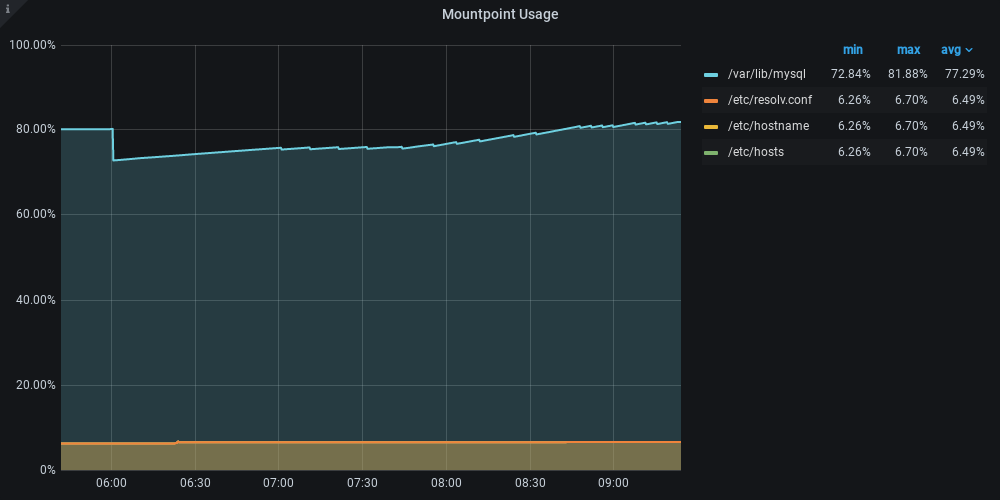 i
Mountpoint Usage
min max avg
/var/lib/mysql 72.84% 81.88% 77.29%
/etc/resolv.conf 6.26% 6.70% 6.49%
/etc/hostname 6.26% 6.70% 6.49%
/etc/hosts 6.26% 6.70% 6.49%
100.00%
80.00%
60.00%
40.00%
20.00%
0%
06:00 06:30 07:00 07:30 08:00 08:30 09:00